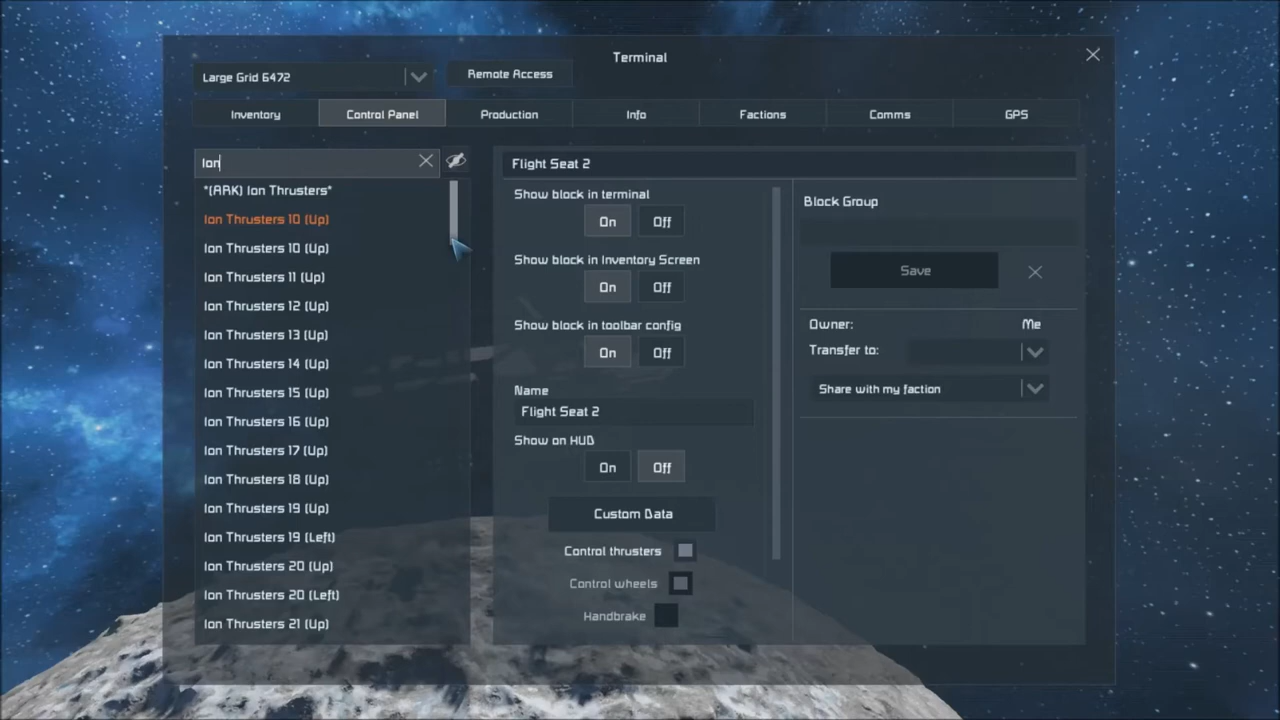 Terminal
Large Grid 6472
Remote Access
Inventory
Control Panel
Production
Info
Factions
Comms
GPS
Ion
*(ARK) Ion Thrusters*
Ion Thrusters 10 (Up)
Ion Thrusters 10 (Up)
Ion Thrusters 11 (Up)
Ion Thrusters 12 (Up)
Ion Thrusters 13 (Up)
Ion Thrusters 14 (Up)
Ion Thrusters 15 (Up)
Ion Thrusters 16 (Up)
Ion Thrusters 17 (Up)
Ion Thrusters 18 (Up)
Ion Thrusters 19 (Up)
Ion Thrusters 19 (Left)
Ion Thrusters 20 (Up)
Ion Thrusters 20 (Left)
Ion Thrusters 21 (Up)
Flight Seat 2
Show block in terminal
On Off
Show block in Inventory Screen
On Off
Show block in toolbar config
On Off
Name
Flight Seat 2
Show on HUD
On Off
Custom Data
Control thrusters
Control wheels
Handbrake
Block Group
Save
Owner: Me
Transfer to:
Share with my faction